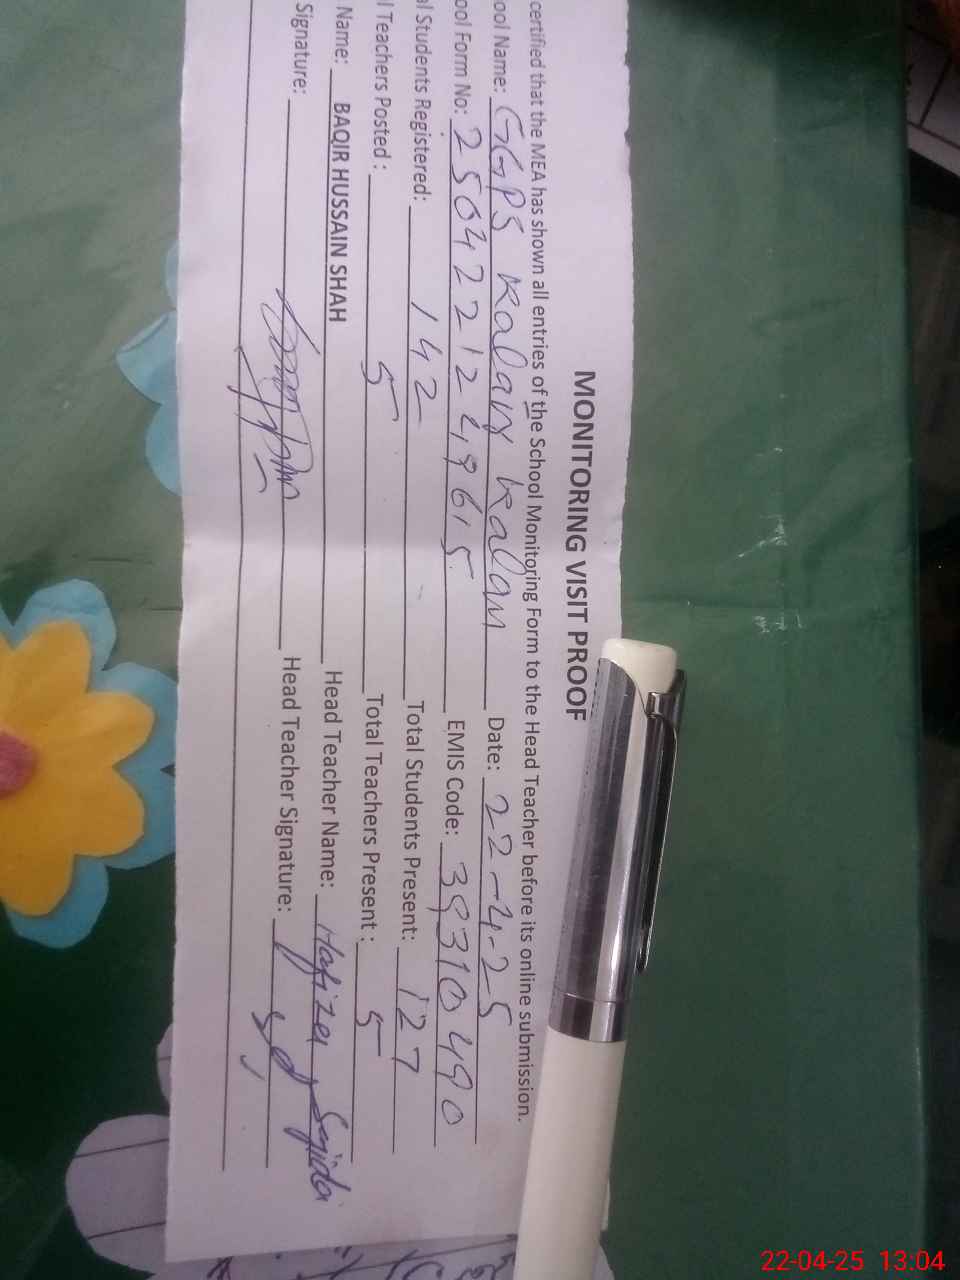 MONITORING VISIT PROOF
certified that the MEA has shown all entries of the School Monitoring Form to the Head Teacher before its online submission.
ool Name: GGPS Kalary Kalan Date: 22-4-25
ool Form No: 2504221249615 EMIS Code: 39310490
al Students Registered: 142 Total Students Present: 127
l Teachers Posted : 5 Total Teachers Present : 5
Name: BAQIR HUSSAIN SHAH Head Teacher Name: Hafiza Sajida
Signature: Head Teacher Signature:
22-04-25 13:04